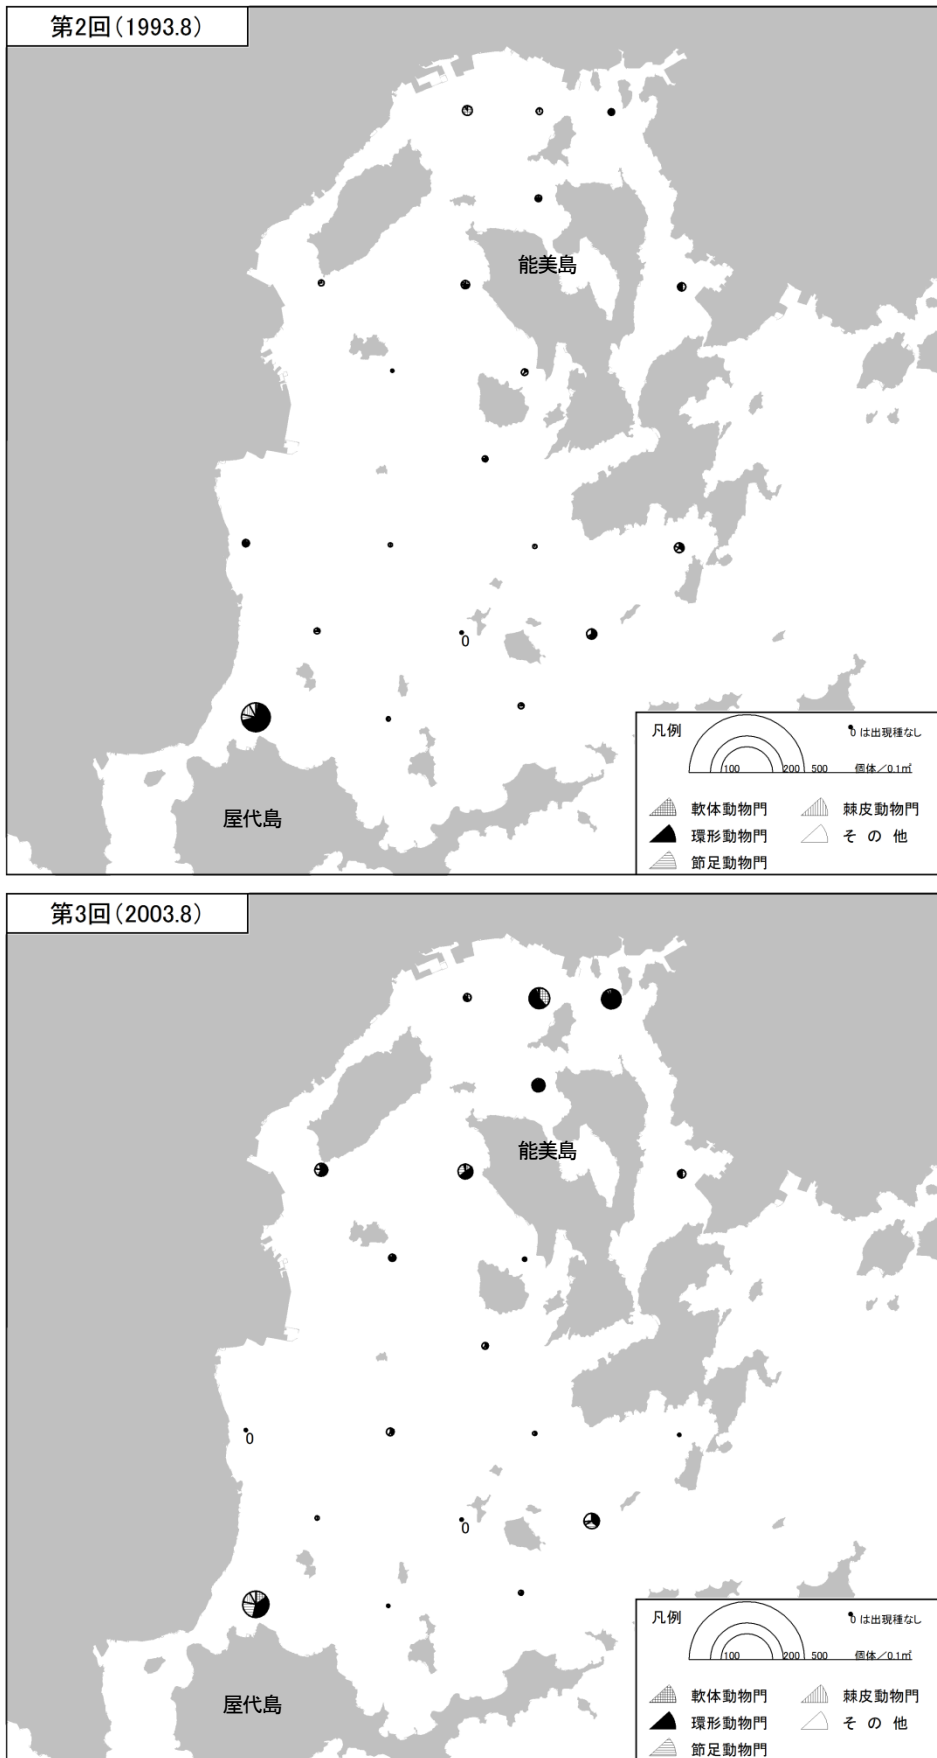 第2回(1993.8)
能美島
0
屋代島
凡例
0 は出現種なし
100 200 500 個体/0.1㎡
軟体動物門 棘皮動物門
環形動物門 その他
節足動物門
第3回(2003.8)
能美島
0
0
屋代島
凡例
0 は出現種なし
100 200 500 個体/0.1㎡
軟体動物門 棘皮動物門
環形動物門 その他
節足動物門